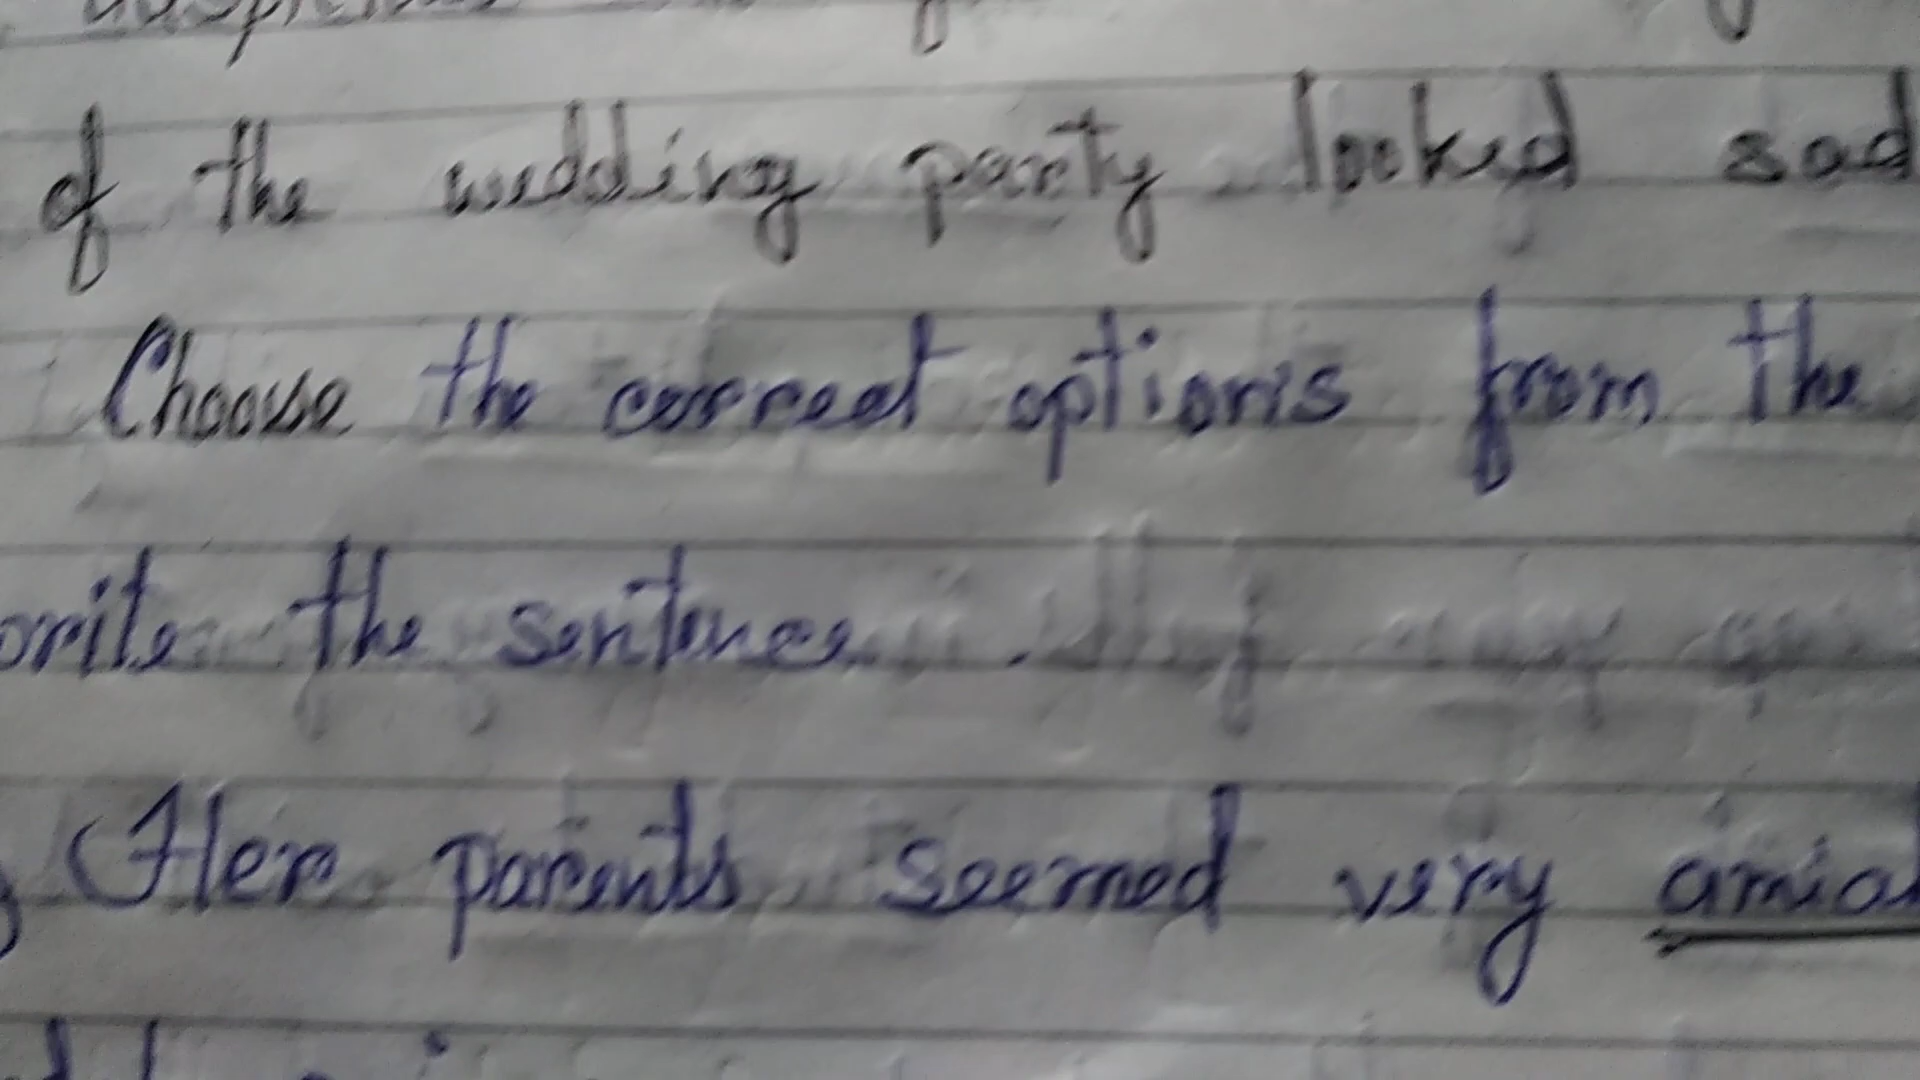 of the wedding party looked sad
Choose the correct options from the
write the sentence.
Her parents seemed very